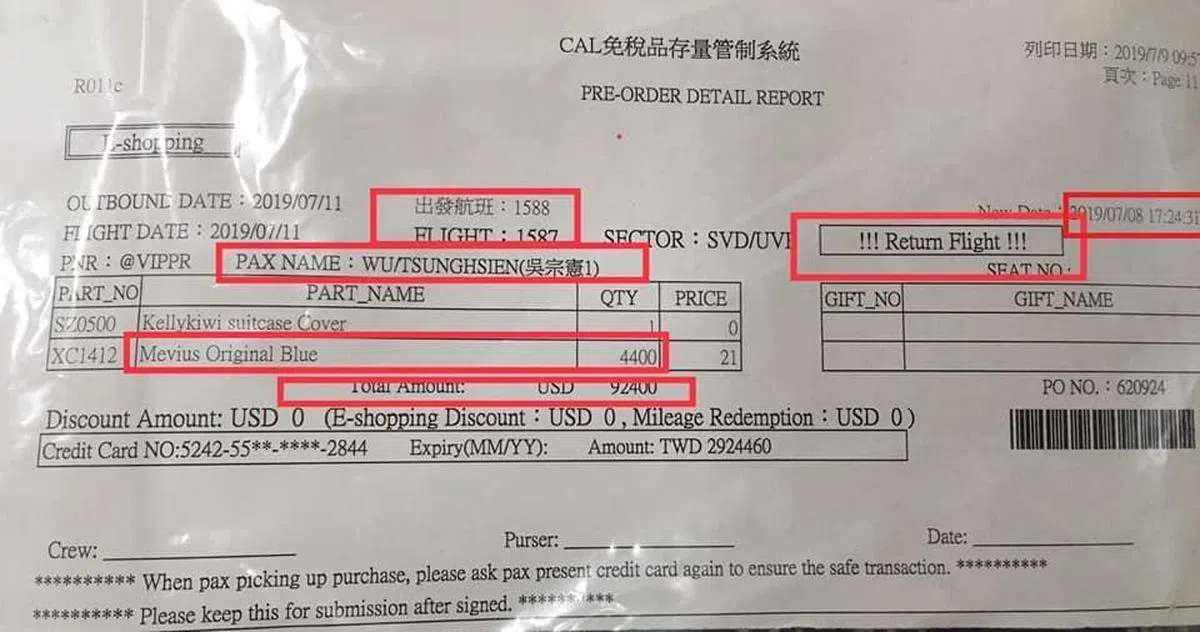 CAL免稅品存量管制系統
列印日期：2019/7/9 09:57
R011c
頁次：Page 11
PRE-ORDER DETAIL REPORT
E-shopping
OUTBOUND DATE：2019/07/11 出發航班：1588 New Date：2019/07/08 17:24:3
FLIGHT DATE：2019/07/11 FLIGHT：1587 SECTOR：SVD/UVF !!! Return Flight !!!
PNR：@VIPPR PAX NAME：WU/TSUNGHSIEN(吳宗憲1) SEAT NO.:
PART_NO PART_NAME QTY PRICE GIFT_NO GIFT_NAME
SZ0500 Kellykiwi suitcase Cover 1 0
XC1412 Mevius Original Blue 4400 21
Total Amount: USD 92400 PO NO.：620924
Discount Amount: USD 0 (E-shopping Discount：USD 0 , Mileage Redemption：USD 0 )
Credit Card NO:5242-55**-****-2844 Expiry(MM/YY): Amount: TWD 2924460
Crew: Purser: Date:
********** When pax picking up purchase, please ask pax present credit card again to ensure the safe transaction. **********
********** Please keep this for submission after signed. **********